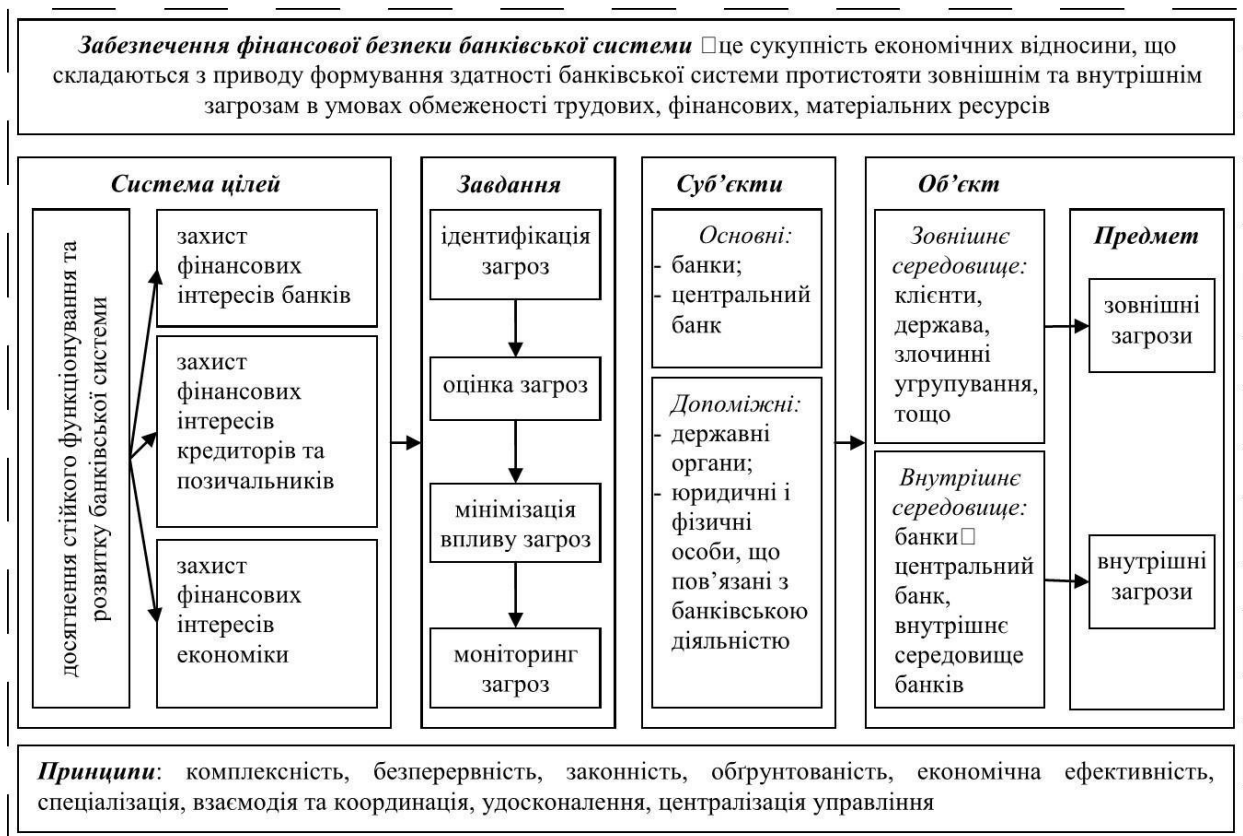 Забезпечення фінансової безпеки банківської системи □це сукупність економічних відносини, що
складаються з приводу формування здатності банківської системи протистояти зовнішнім та внутрішнім
загрозам в умовах обмеженості трудових, фінансових, матеріальних ресурсів
Система цілей
досягнення стійкого функціонування та
розвитку банківської системи
захист
фінансових
інтересів банків
захист
фінансових
інтересів
кредиторів та
позичальників
захист
фінансових
інтересів
економіки
Завдання
ідентифікація
загроз
оцінка загроз
мінімізація
впливу загроз
моніторинг
загроз
Суб’єкти
Основні:
- банки;
- центральний
банк
Допоміжні:
- державні
органи;
- юридичні і
фізичні
особи, що
пов’язані з
банківською
діяльністю
Об’єкт
Зовнішнє
середовище:
клієнти,
держава,
злочинні
угрупування,
тощо
Внутрішнє
середовище:
банки□
центральний
банк,
внутрішнє
середовище
банків
Предмет
зовнішні
загрози
внутрішні
загрози
Принципи: комплексність, безперервність, законність, обґрунтованість, економічна ефективність,
спеціалізація, взаємодія та координація, удосконалення, централізація управління